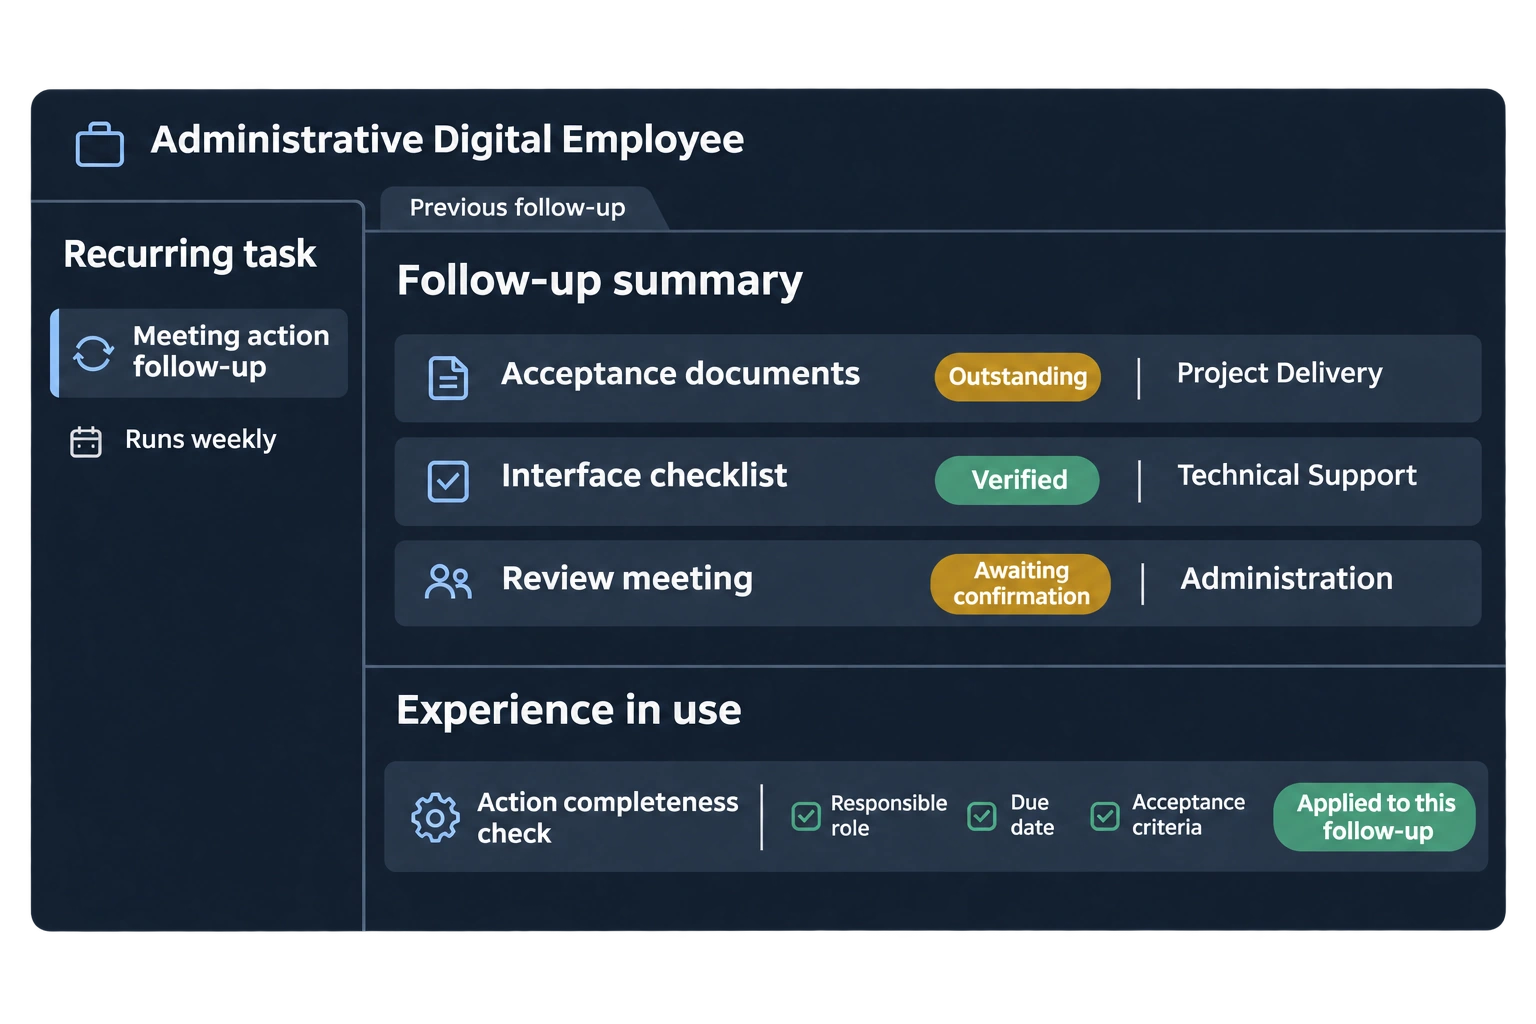 Administrative Digital Employee
Previous follow-up
Recurring task
Meeting action
follow-up
Runs weekly
Follow-up summary
Acceptance documents
Outstanding
Project Delivery
Interface checklist
Verified
Technical Support
Review meeting
Awaiting
confirmation
Administration
Experience in use
Action completeness
check
Responsible
role
Due
date
Acceptance
criteria
Applied to this
follow-up